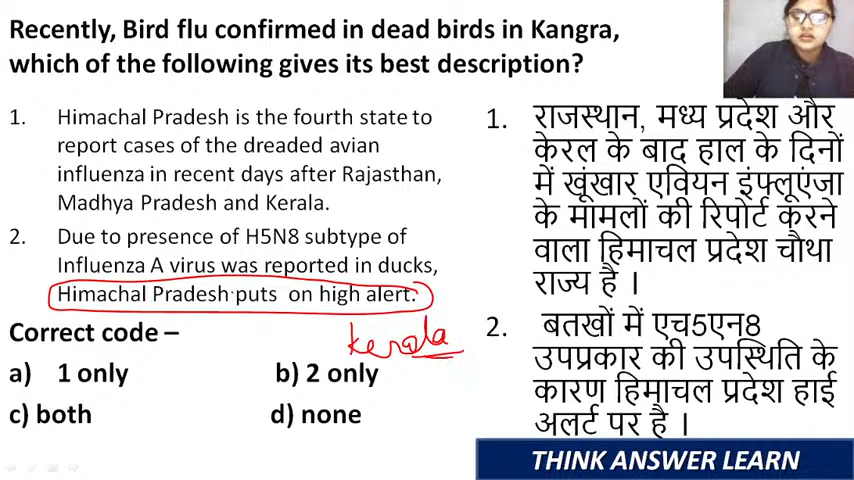 Recently, Bird flu confirmed in dead birds in Kangra,
which of the following gives its best description?
1. Himachal Pradesh is the fourth state to
report cases of the dreaded avian
influenza in recent days after Rajasthan,
Madhya Pradesh and Kerala.
2. Due to presence of H5N8 subtype of
Influenza A virus was reported in ducks,
Himachal Pradesh puts on high alert.
kerala
Correct code –
a) 1 only b) 2 only
c) both d) none
1. राजस्थान, मध्य प्रदेश और
केरल के बाद हाल के दिनों
में खूंखार एवियन इंफ्लूएंजा
के मामलों की रिपोर्ट करने
वाला हिमाचल प्रदेश चौथा
राज्य है ।
2. बतखों में एच5एन8
उपप्रकार की उपस्थिति के
कारण हिमाचल प्रदेश हाई
अलर्ट पर है ।
THINK ANSWER LEARN